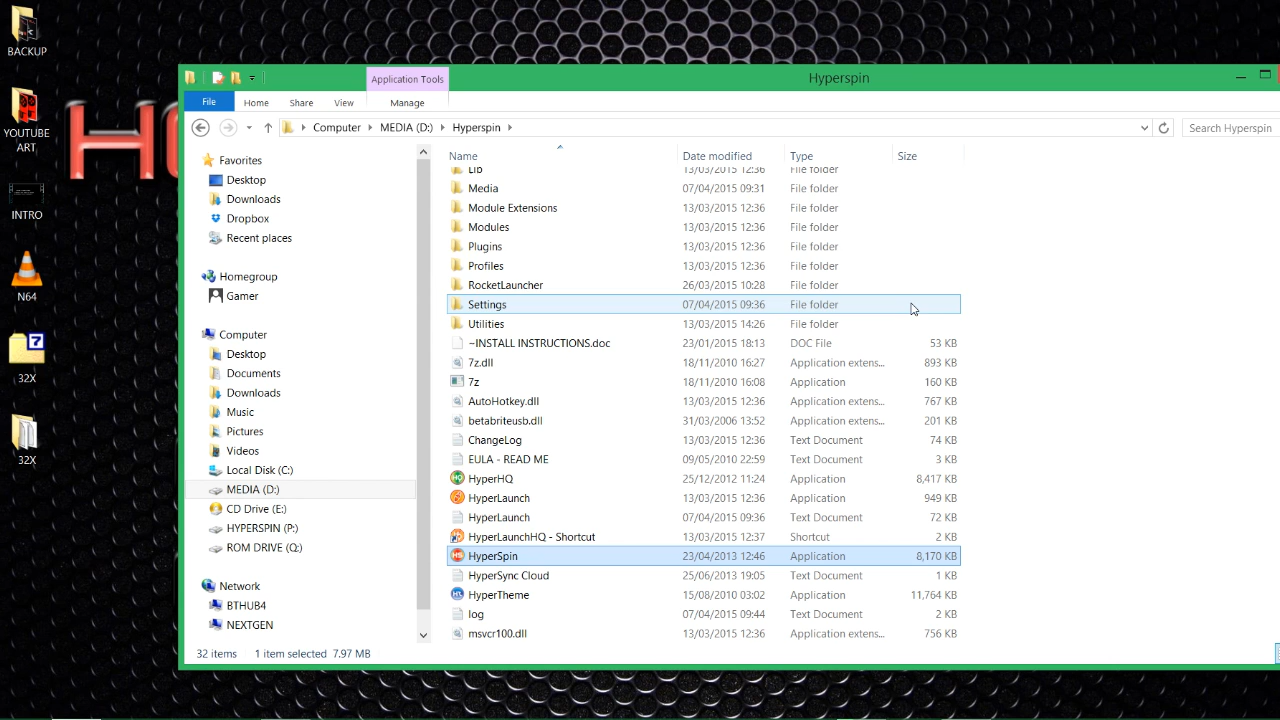 BACKUP
YOUTUBE
ART
INTRO
N64
32X
32X
Application Tools
Hyperspin
File Home Share View Manage
Computer MEDIA (D:) Hyperspin
Search Hyperspin
Name Date modified Type Size
Favorites
Desktop
Downloads
Dropbox
Recent places
Homegroup
Gamer
Computer
Desktop
Documents
Downloads
Music
Pictures
Videos
Local Disk (C:)
MEDIA (D:)
CD Drive (E:)
HYPERSPIN (P:)
ROM DRIVE (Q:)
Network
BTHUB4
NEXTGEN
Lib 13/03/2015 12:36 File folder
Media 07/04/2015 09:31 File folder
Module Extensions 13/03/2015 12:36 File folder
Modules 13/03/2015 12:36 File folder
Plugins 13/03/2015 12:36 File folder
Profiles 13/03/2015 12:36 File folder
RocketLauncher 26/03/2015 10:28 File folder
Settings 07/04/2015 09:36 File folder
Utilities 13/03/2015 14:26 File folder
~INSTALL INSTRUCTIONS.doc 23/01/2015 18:13 DOC File 53 KB
7z.dll 18/11/2010 16:27 Application extens... 893 KB
7z 18/11/2010 16:08 Application 160 KB
AutoHotkey.dll 13/03/2015 12:36 Application extens... 767 KB
betabriteusb.dll 31/03/2006 13:52 Application extens... 201 KB
ChangeLog 13/03/2015 12:36 Text Document 74 KB
EULA - READ ME 09/05/2010 22:59 Text Document 3 KB
HyperHQ 25/12/2012 11:24 Application 8,417 KB
HyperLaunch 13/03/2015 12:36 Application 949 KB
HyperLaunch 07/04/2015 09:36 Text Document 72 KB
HyperLaunchHQ - Shortcut 13/03/2015 12:37 Shortcut 2 KB
HyperSpin 23/04/2013 12:46 Application 8,170 KB
HyperSync Cloud 25/06/2013 19:05 Text Document 1 KB
HyperTheme 15/08/2010 03:02 Application 11,764 KB
log 07/04/2015 09:44 Text Document 2 KB
msvcr100.dll 13/03/2015 12:36 Application extens... 756 KB
32 items 1 item selected 7.97 MB